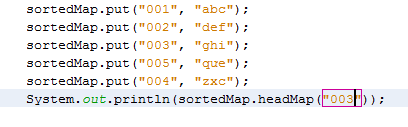 sortedMap.put("001", "abc");
sortedMap.put("002", "def");
sortedMap.put("003", "ghi");
sortedMap.put("005", "que");
sortedMap.put("004", "zxc");
System.out.println(sortedMap.headMap("003"));